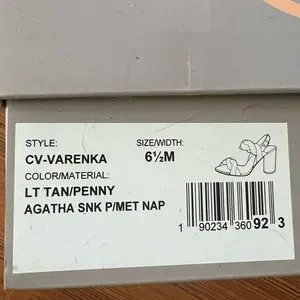 STYLE: SIZE/WIDTH:
CV-VARENKA 6½M
COLOR/MATERIAL:
LT TAN/PENNY
AGATHA SNK P/MET NAP
1 90234 36092 3